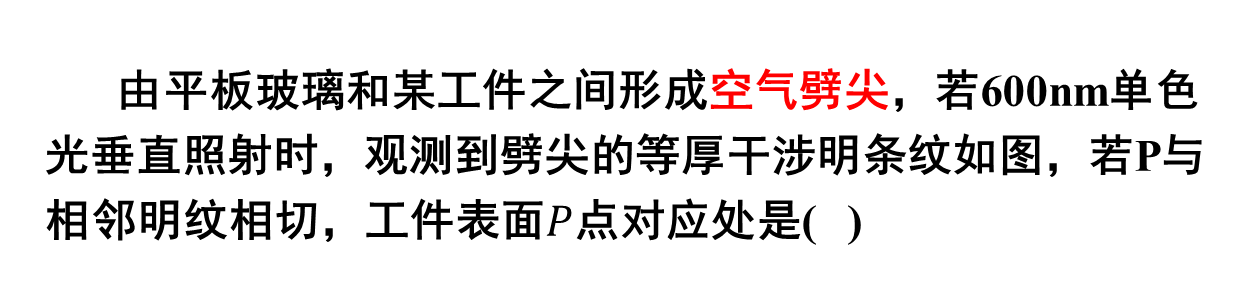 由平板玻璃和某工件之间形成空气劈尖，若600nm单色
光垂直照射时，观测到劈尖的等厚干涉明条纹如图，若P与
相邻明纹相切，工件表面P点对应处是( )